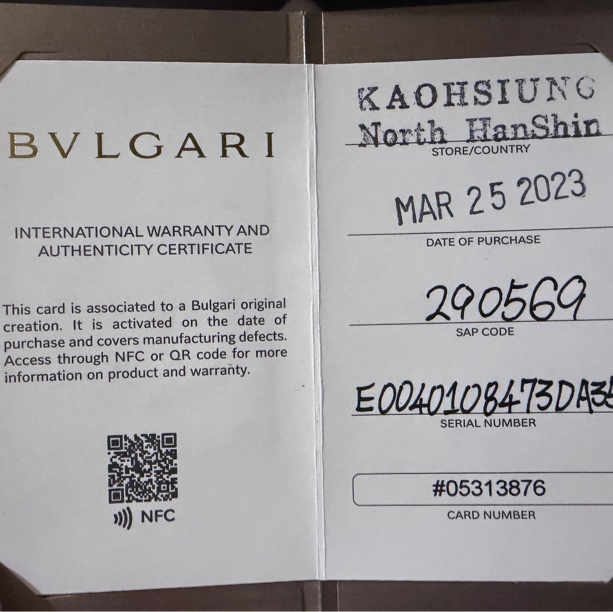 BVLGARI
INTERNATIONAL WARRANTY AND
AUTHENTICITY CERTIFICATE
This card is associated to a Bulgari original
creation. It is activated on the date of
purchase and covers manufacturing defects.
Access through NFC or QR code for more
information on product and warranty.
NFC
KAOHSIUNG
North HanShin
STORE/COUNTRY
MAR 25 2023
DATE OF PURCHASE
290569
SAP CODE
SERIAL NUMBER
#05313876
CARD NUMBER